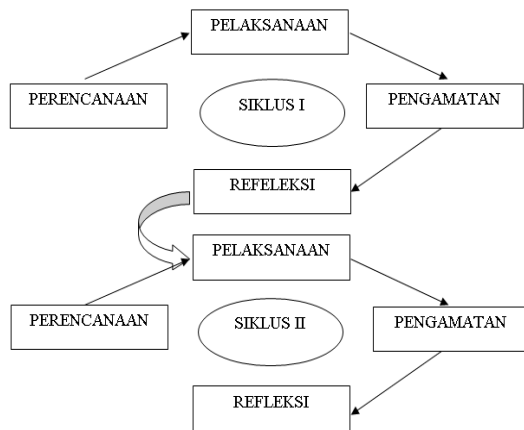 PELAKSANAAN
PERENCANAAN
SIKLUS I
PENGAMATAN
REFELEKSI
PELAKSANAAN
PERENCANAAN
SIKLUS II
PENGAMATAN
REFLEKSI